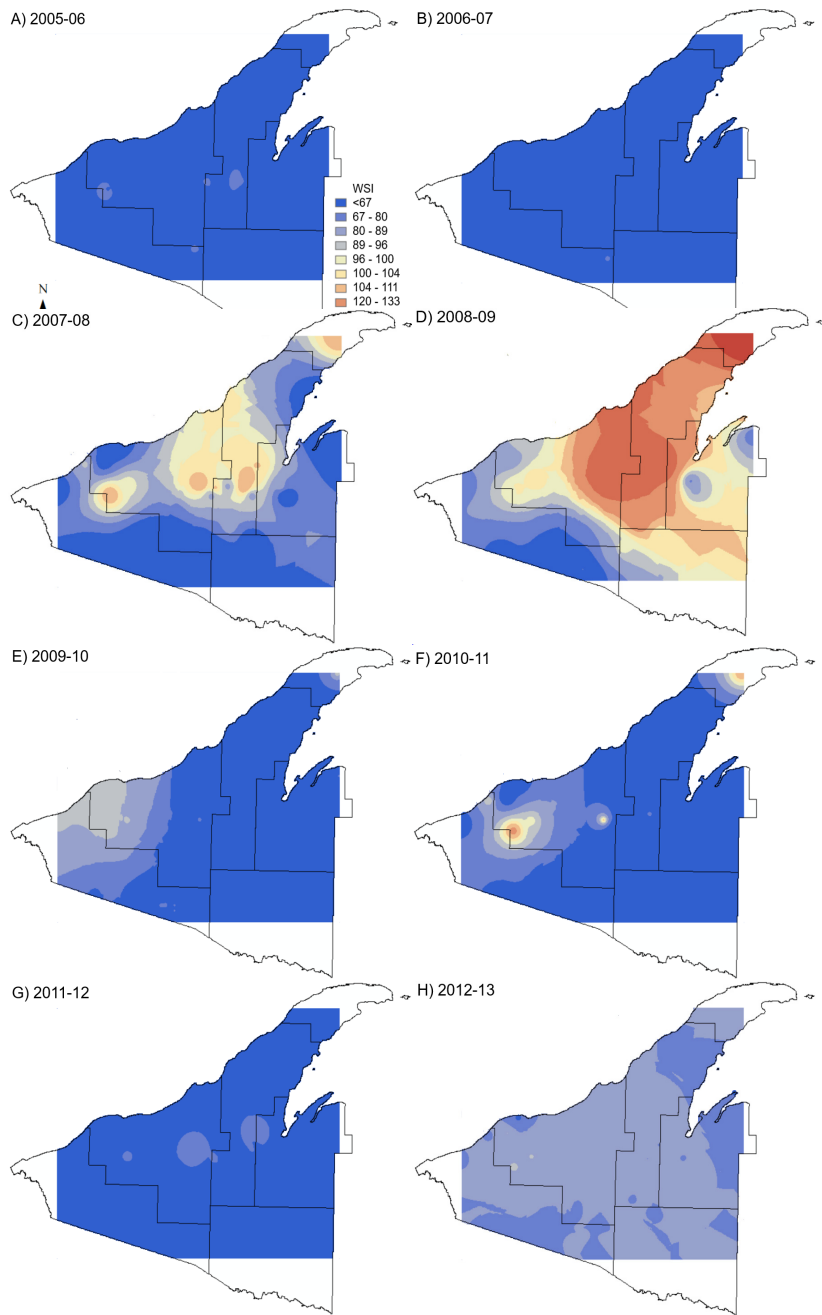 A) 2005-06
B) 2006-07
WSI
<67
67 - 80
80 - 89
89 - 96
96 - 100
100 - 104
104 - 111
120 - 133
N
C) 2007-08
D) 2008-09
E) 2009-10
F) 2010-11
G) 2011-12
H) 2012-13